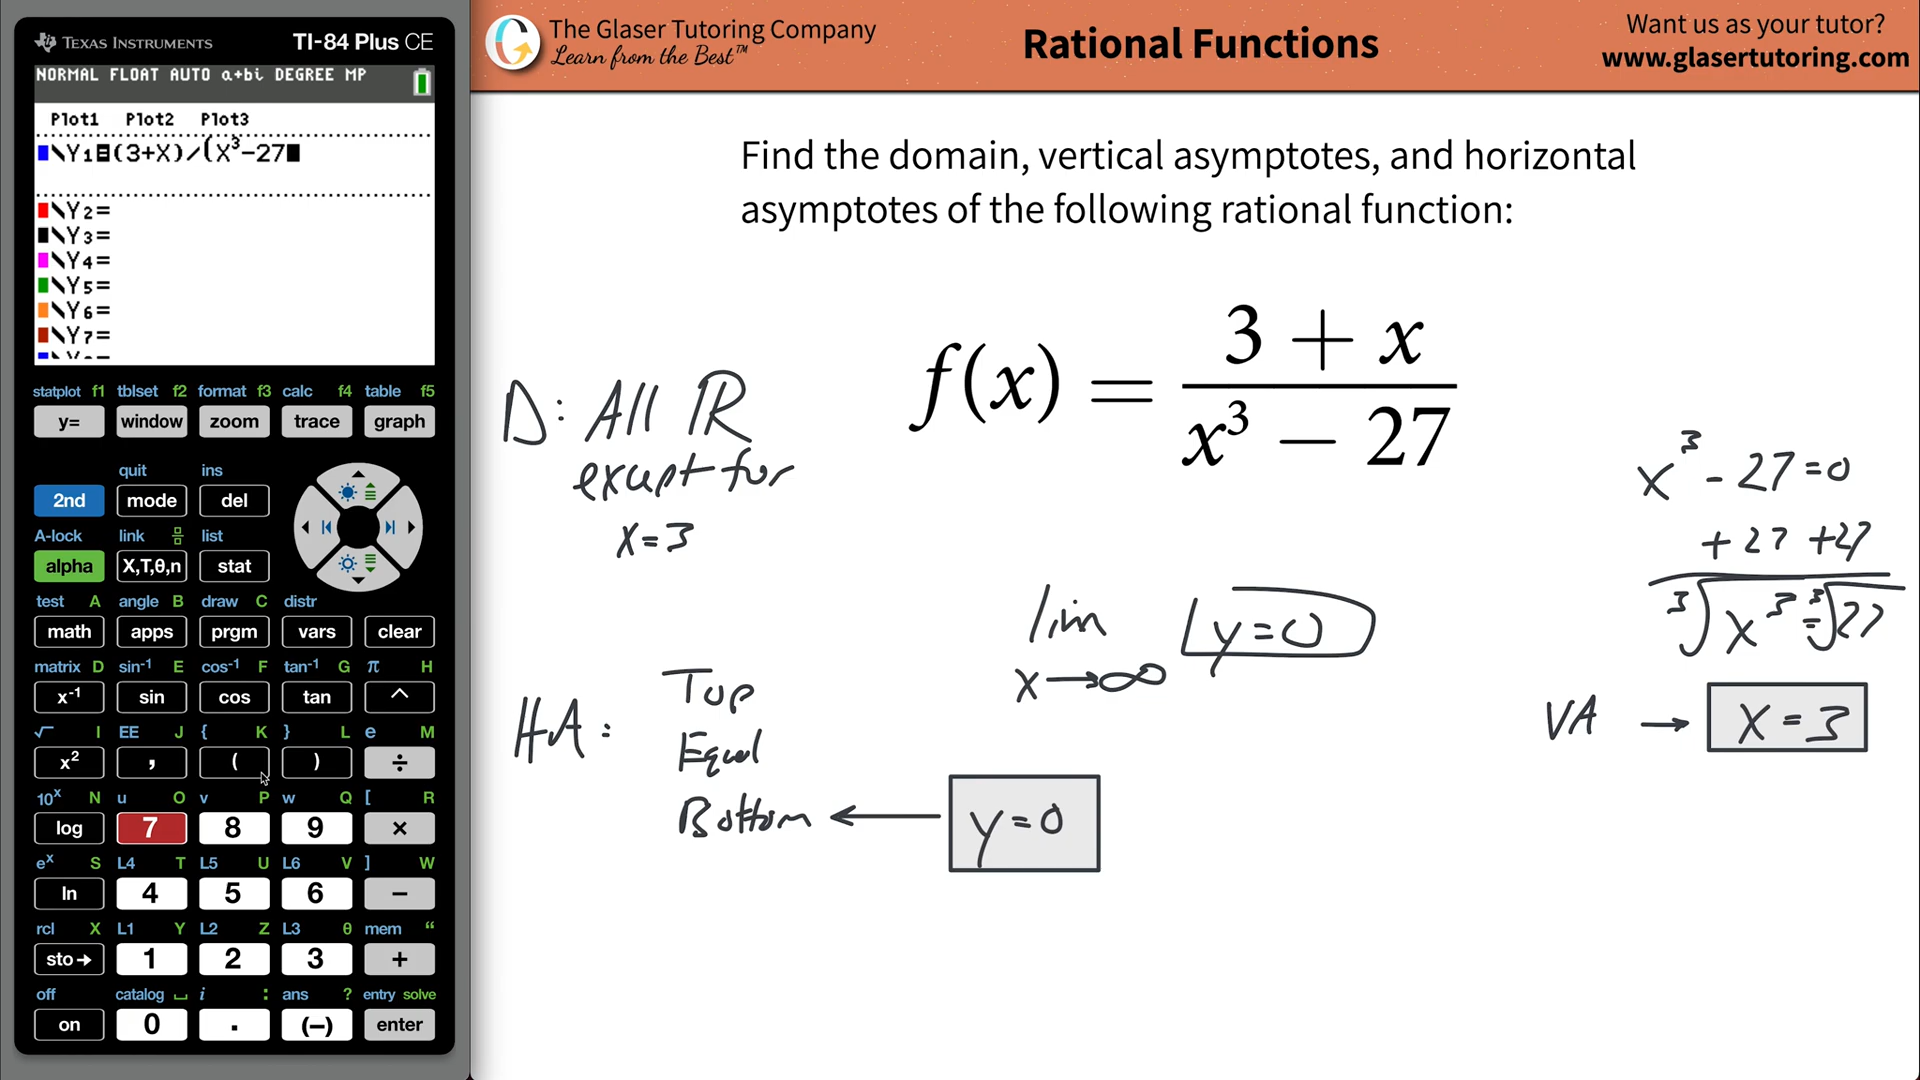 TEXAS INSTRUMENTS TI-84 Plus CE
NORMAL FLOAT AUTO a+bi DEGREE MP
Plot1 Plot2 Plot3
\Y1=(3+X)/(X³-27
\Y2=
\Y3=
\Y4=
\Y5=
\Y6=
\Y7=
statplot f1 tblset f2 format f3 calc f4 table f5
y= window zoom trace graph
quit ins
2nd mode del
A-lock link list
alpha X,T,θ,n stat
test A angle B draw C distr
math apps prgm vars clear
matrix D sin⁻¹ E cos⁻¹ F tan⁻¹ G π H
x⁻¹ sin cos tan ^
√ I EE J { K } L e M
x² , ( ) ÷
10ˣ N u O v P w Q [ R
log 7 8 9 ×
eˣ S L4 T L5 U L6 V ] W
ln 4 5 6 −
rcl X L1 Y L2 Z L3 θ mem “
sto→ 1 2 3 +
off catalog ␣ i : ans ? entry solve
on 0 . (–) enter
The Glaser Tutoring Company
Learn from the Best™
Rational Functions
Want us as your tutor?
www.glasertutoring.com
Find the domain, vertical asymptotes, and horizontal
asymptotes of the following rational function:
f(x) = (3 + x)/(x³ − 27)
D: All ℝ
except for
x=3
x³ - 27 = 0
+ 27 +27
³√x³ = ³√27
VA → x = 3
lim x→∞ y=0
HA: Top
Equal
Bottom ← y = 0